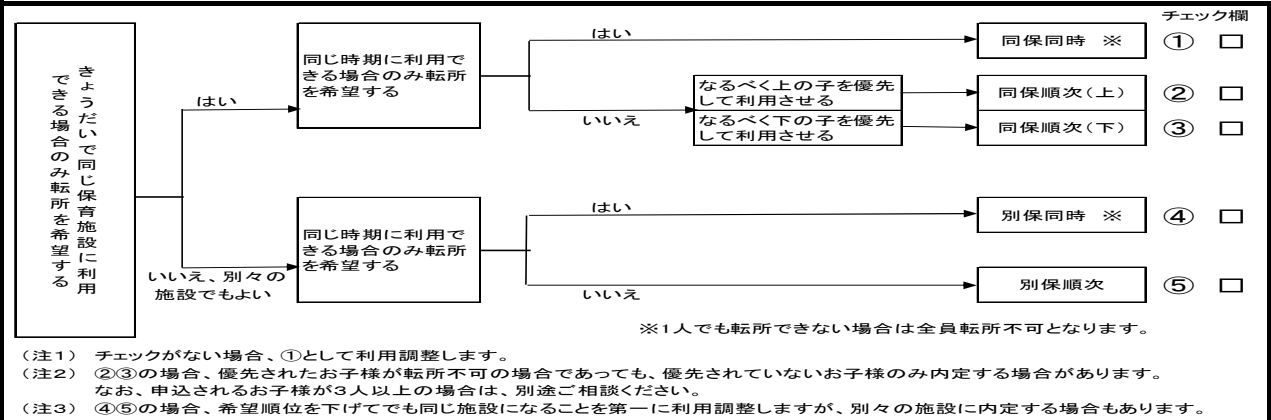 チェック欄
きょうだいで同じ保育施設に利用
できる場合のみ転所を希望する
はい
同じ時期に利用で
きる場合のみ転所
を希望する
はい
同保同時 ※
① □
いいえ
なるべく上の子を優先
して利用させる
同保順次(上)
② □
なるべく下の子を優先
して利用させる
同保順次(下)
③ □
いいえ、別々の
施設でもよい
同じ時期に利用で
きる場合のみ転所
を希望する
はい
別保同時 ※
④ □
いいえ
別保順次
⑤ □
※1人でも転所できない場合は全員転所不可となります。
(注1) チェックがない場合、①として利用調整します。
(注2) ②③の場合、優先されたお子様が転所不可の場合であっても、優先されていないお子様のみ内定する場合があります。
なお、申込されるお子様が3人以上の場合は、別途ご相談ください。
(注3) ④⑤の場合、希望順位を下げてでも同じ施設になることを第一に利用調整しますが、別々の施設に内定する場合もあります。